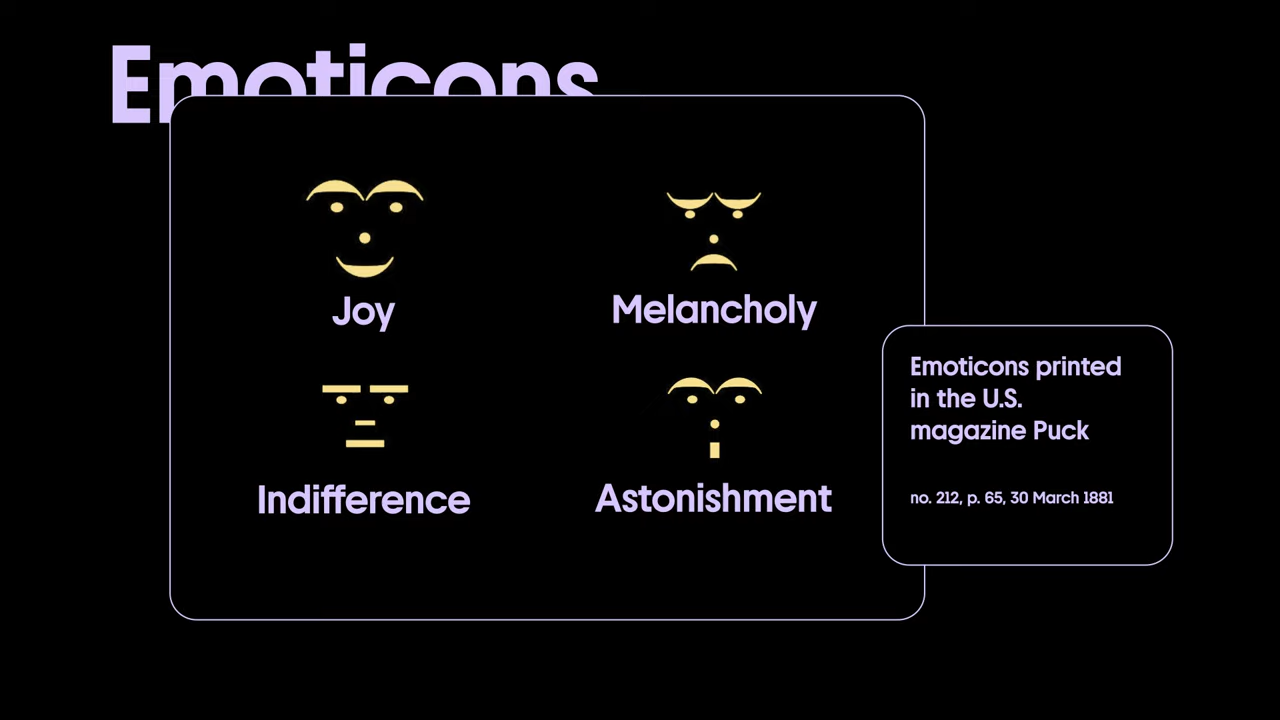 Emoticons
Joy
Melancholy
Indifference
Astonishment
Emoticons printed
in the U.S.
magazine Puck
no. 212, p. 65, 30 March 1881